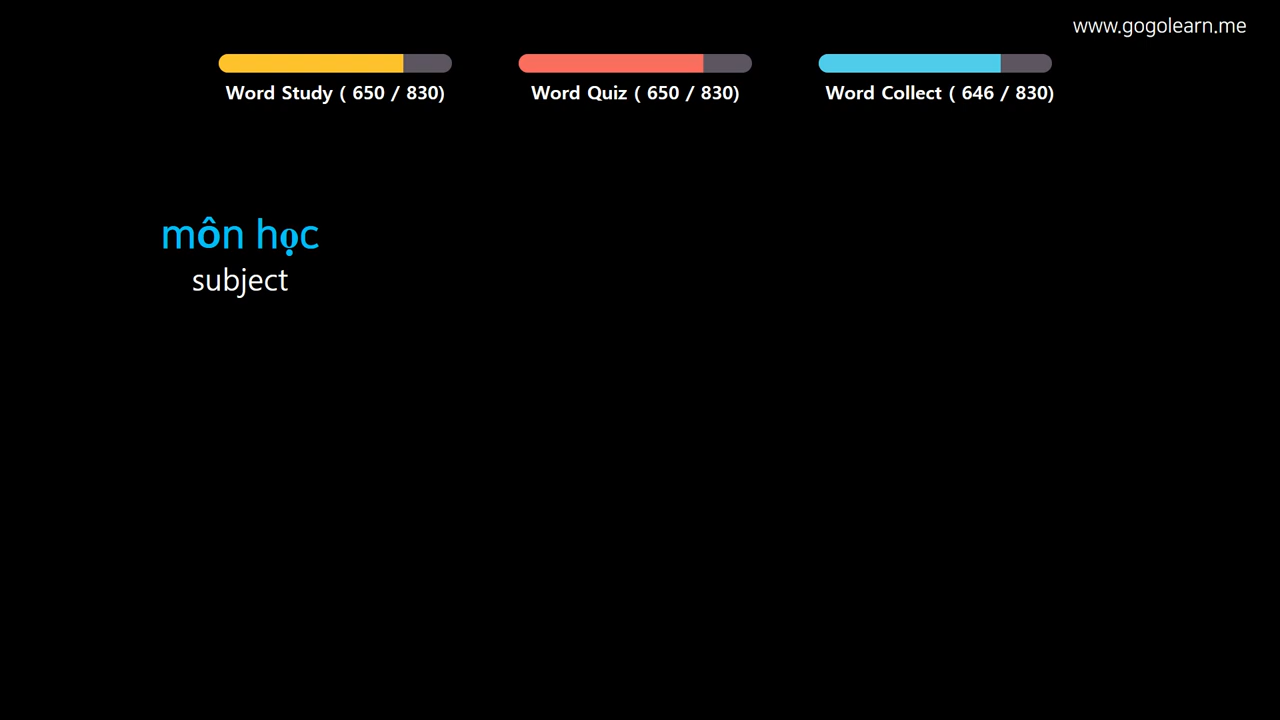 www.gogolearn.me
Word Study ( 650 / 830)
Word Quiz ( 650 / 830)
Word Collect ( 646 / 830)
môn học
subject